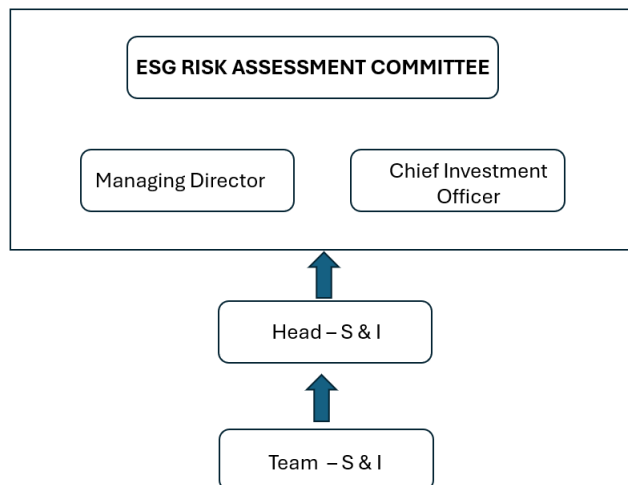 ESG RISK ASSESSMENT COMMITTEE
Managing Director
Chief Investment
Officer
Head – S & I
Team – S & I